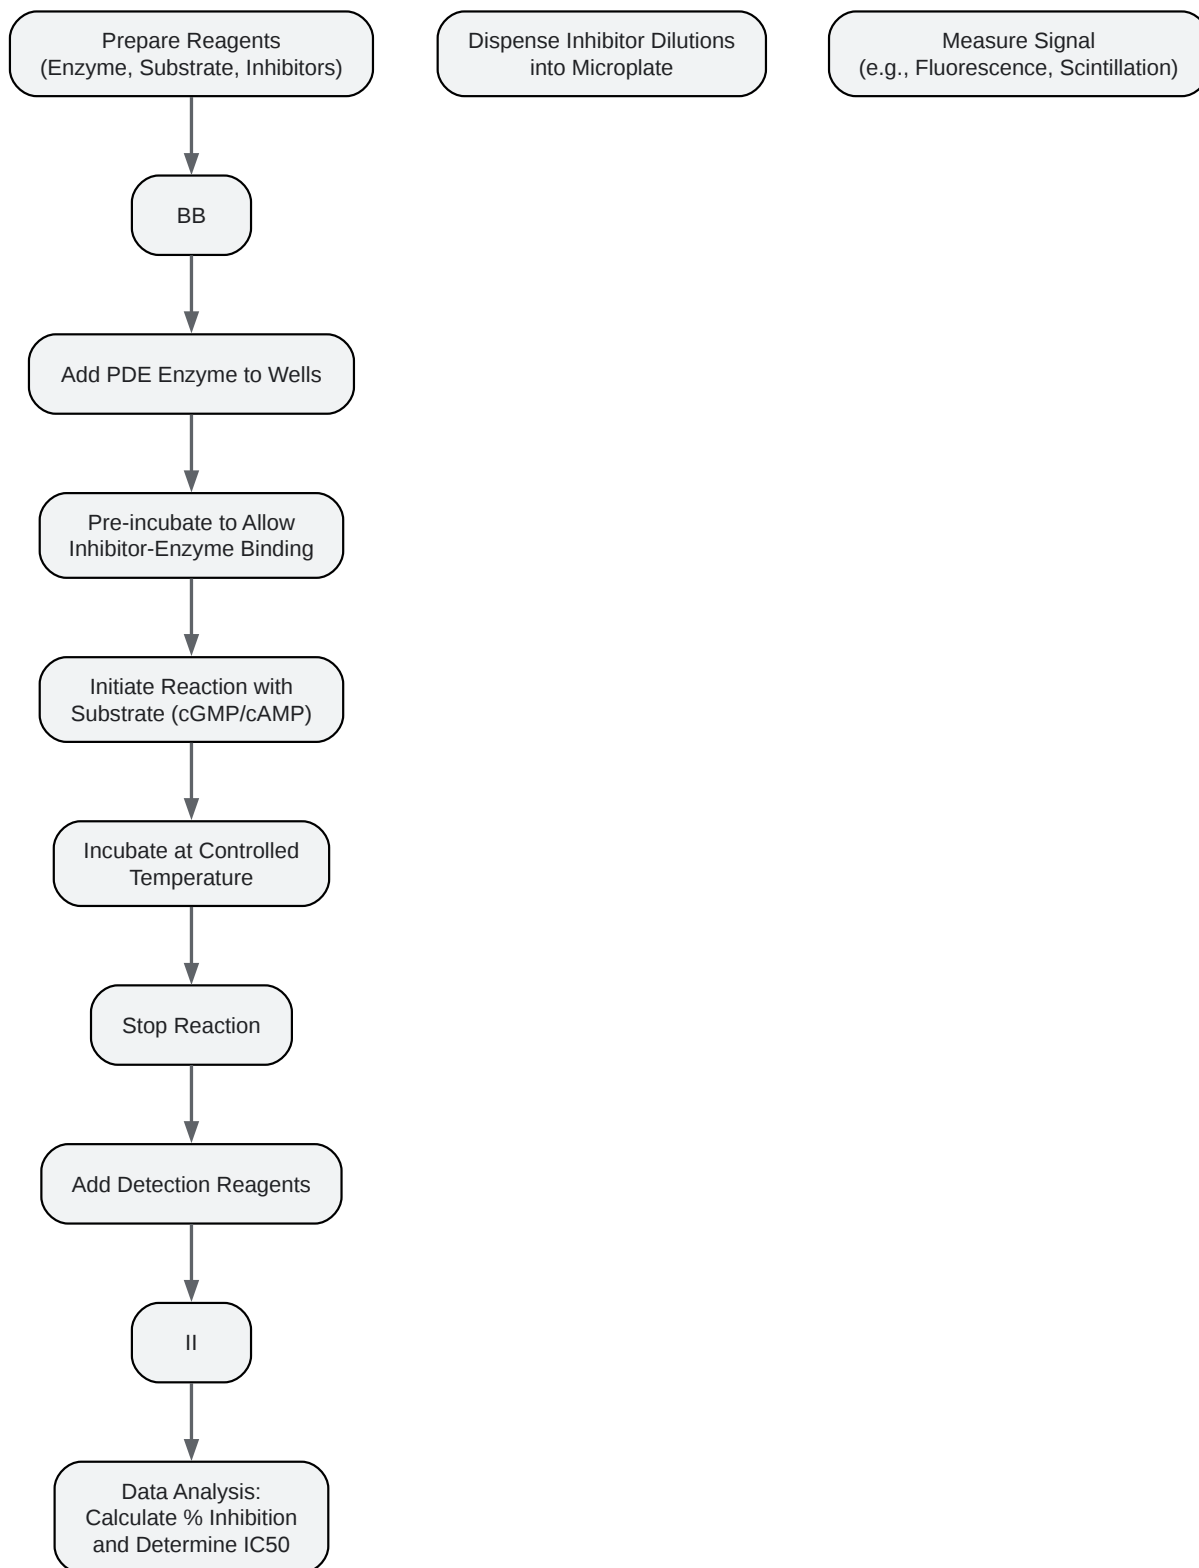 Prepare Reagents
(Enzyme, Substrate, Inhibitors)
Dispense Inhibitor Dilutions
into Microplate
Measure Signal
(e.g., Fluorescence, Scintillation)
BB
Add PDE Enzyme to Wells
Pre-incubate to Allow
Inhibitor-Enzyme Binding
Initiate Reaction with
Substrate (cGMP/cAMP)
Incubate at Controlled
Temperature
Stop Reaction
Add Detection Reagents
II
Data Analysis:
Calculate % Inhibition
and Determine IC50